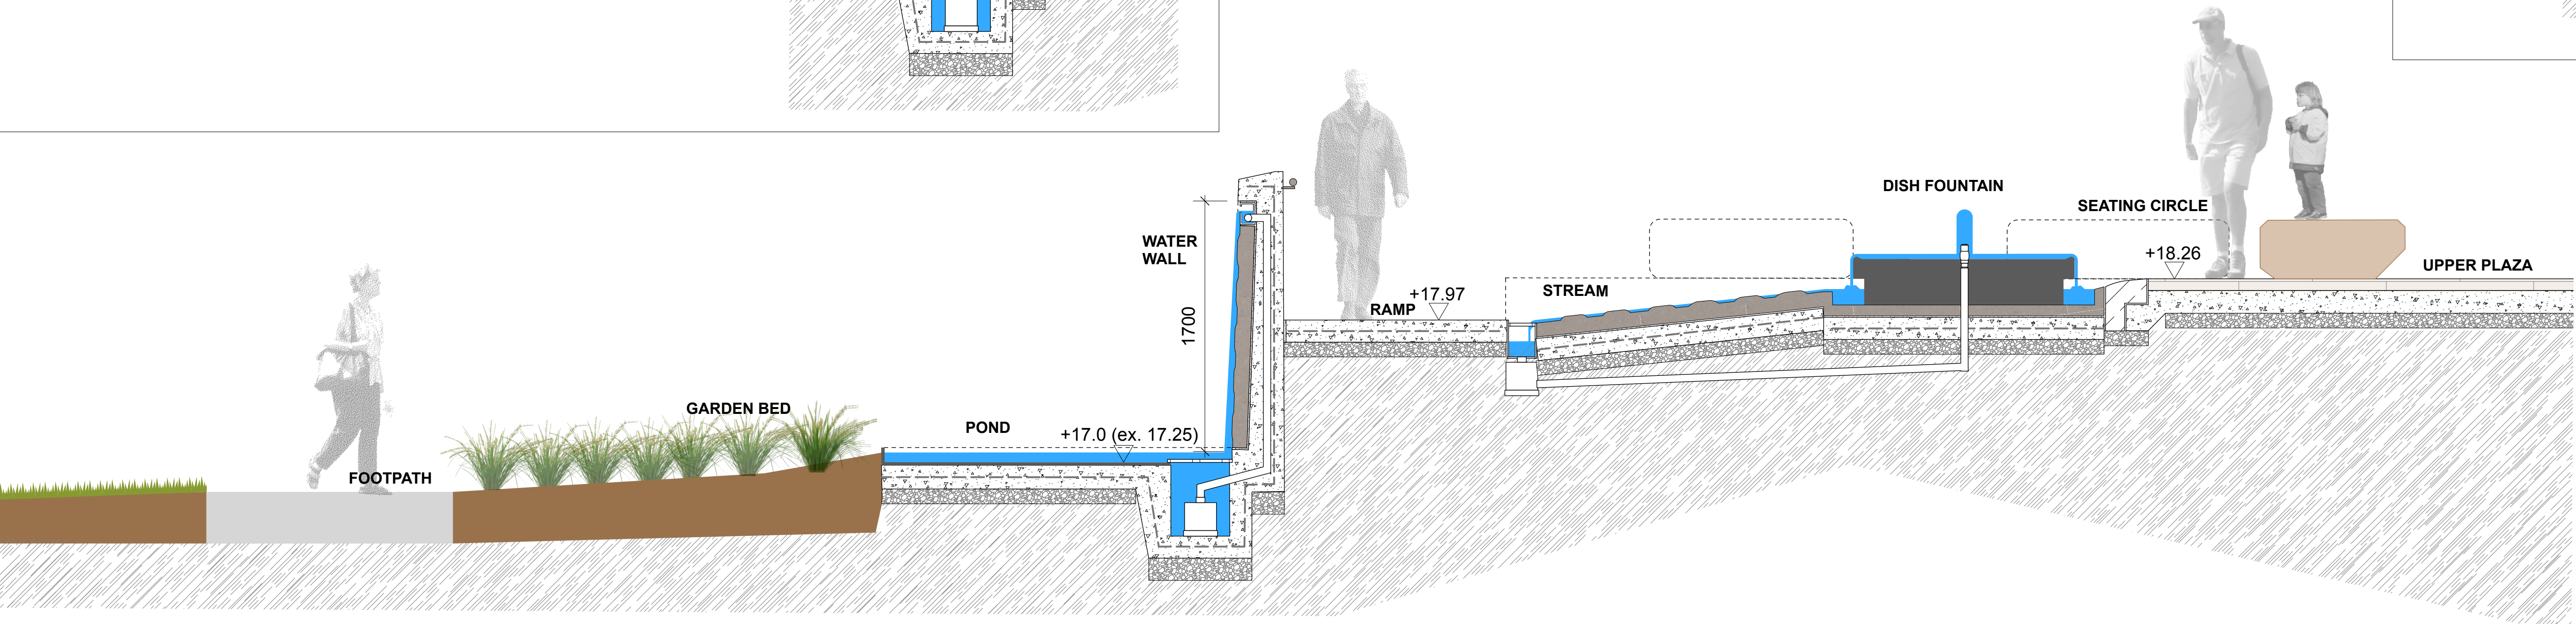 DISH FOUNTAIN
SEATING CIRCLE
WATER
WALL
+18.26
UPPER PLAZA
STREAM
+17.97
RAMP
1700
GARDEN BED
POND
+17.0 (ex. 17.25)
FOOTPATH